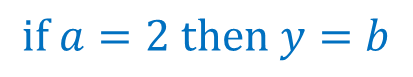 if a = 2 then y = b